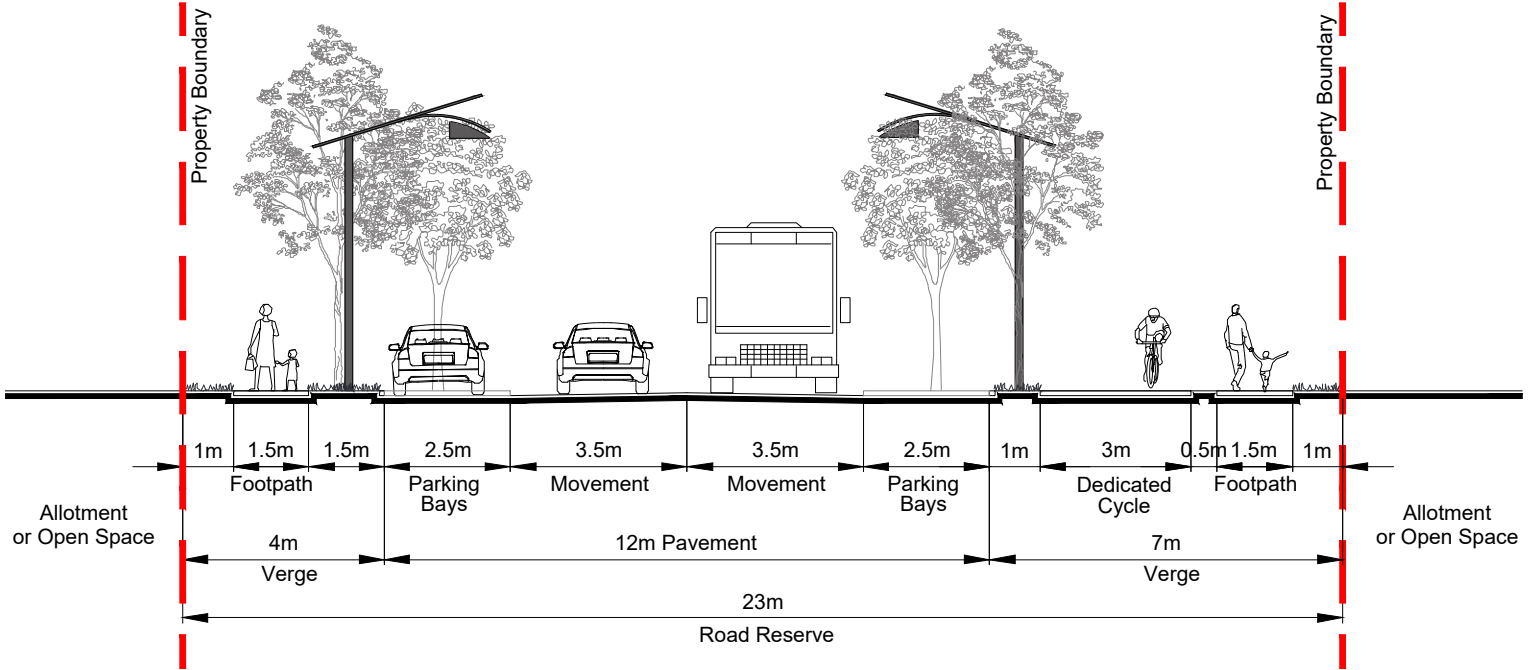 Property Boundary
Property Boundary
1m
1.5m
1.5m
2.5m
3.5m
3.5m
2.5m
1m
3m
0.5m
1.5m
1m
Footpath
Parking
Bays
Movement
Movement
Parking
Bays
Dedicated
Cycle
Footpath
Allotment
or Open Space
Allotment
or Open Space
4m
Verge
12m Pavement
7m
Verge
23m
Road Reserve